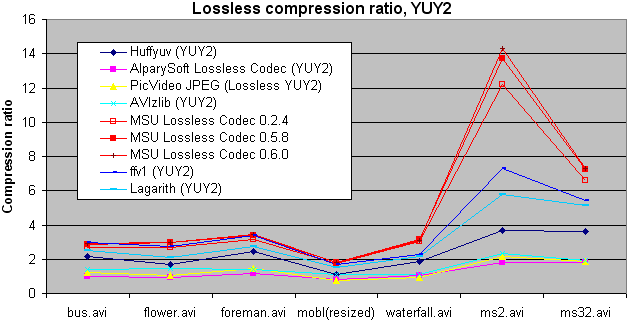 Lossless compression ratio, YUY2
Compression ratio
16
14
12
10
8
6
4
2
0
Huffyuv (YUY2)
AlparySoft Lossless Codec (YUY2)
PicVideo JPEG (Lossless YUY2)
AVIzlib (YUY2)
MSU Lossless Codec 0.2.4
MSU Lossless Codec 0.5.8
MSU Lossless Codec 0.6.0
ffv1 (YUY2)
Lagarith (YUY2)
bus.avi flower.avi foreman.avi mobl(resized) waterfall.avi ms2.avi ms32.avi